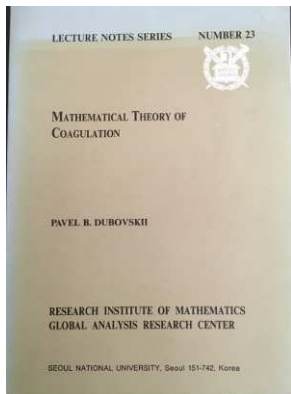 LECTURE NOTES SERIES NUMBER 23
MATHEMATICAL THEORY OF
COAGULATION
PAVEL B. DUBOVSKII
RESEARCH INSTITUTE OF MATHEMATICS
GLOBAL ANALYSIS RESEARCH CENTER
SEOUL NATIONAL UNIVERSITY, Seoul 151-742, Korea